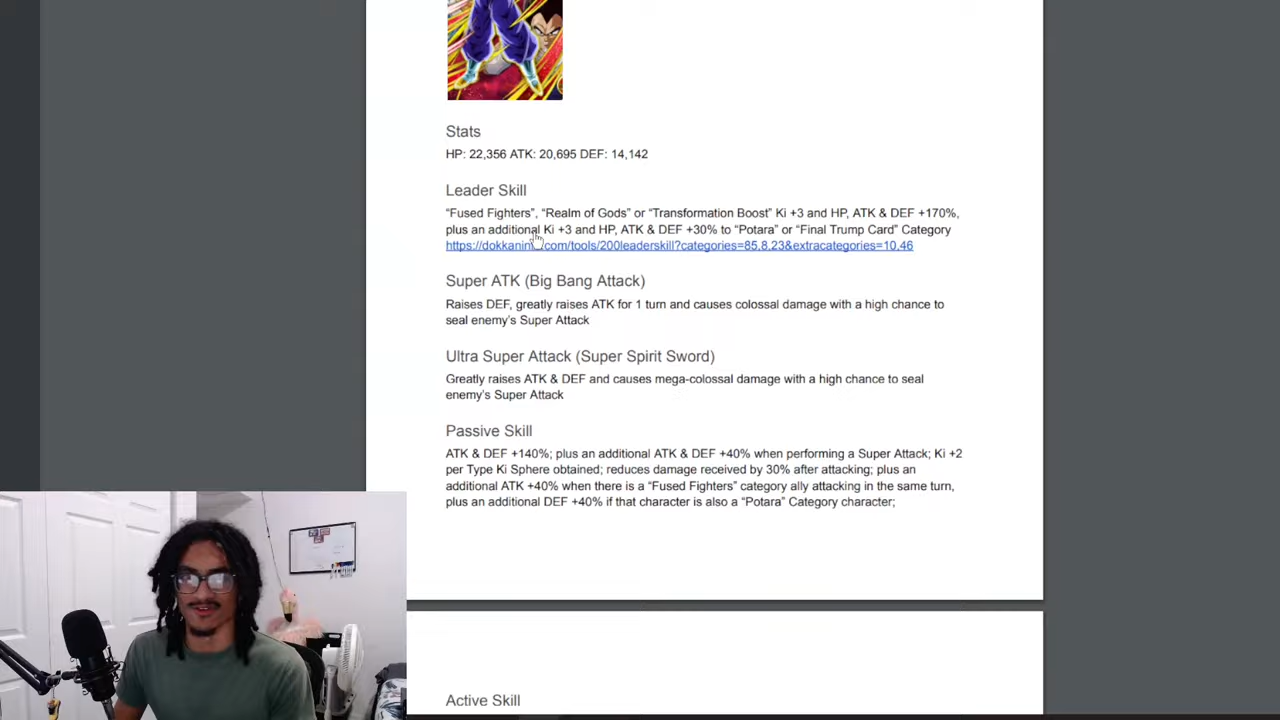 Stats
HP: 22,356 ATK: 20,695 DEF: 14,142
Leader Skill
“Fused Fighters”, “Realm of Gods” or “Transformation Boost” Ki +3 and HP, ATK & DEF +170%,
plus an additional Ki +3 and HP, ATK & DEF +30% to “Potara” or “Final Trump Card” Category
.com/tools/200leaderskill?categories=85,8,23&extracategories=10,46
Super ATK (Big Bang Attack)
Raises DEF, greatly raises ATK for 1 turn and causes colossal damage with a high chance to
seal enemy’s Super Attack
Ultra Super Attack (Super Spirit Sword)
Greatly raises ATK & DEF and causes mega-colossal damage with a high chance to seal
enemy’s Super Attack
Passive Skill
ATK & DEF +140%; plus an additional ATK & DEF +40% when performing a Super Attack; Ki +2
per Type Ki Sphere obtained; reduces damage received by 30% after attacking; plus an
additional ATK +40% when there is a “Fused Fighters” category ally attacking in the same turn,
plus an additional DEF +40% if that character is also a “Potara” Category character;
Active Skill